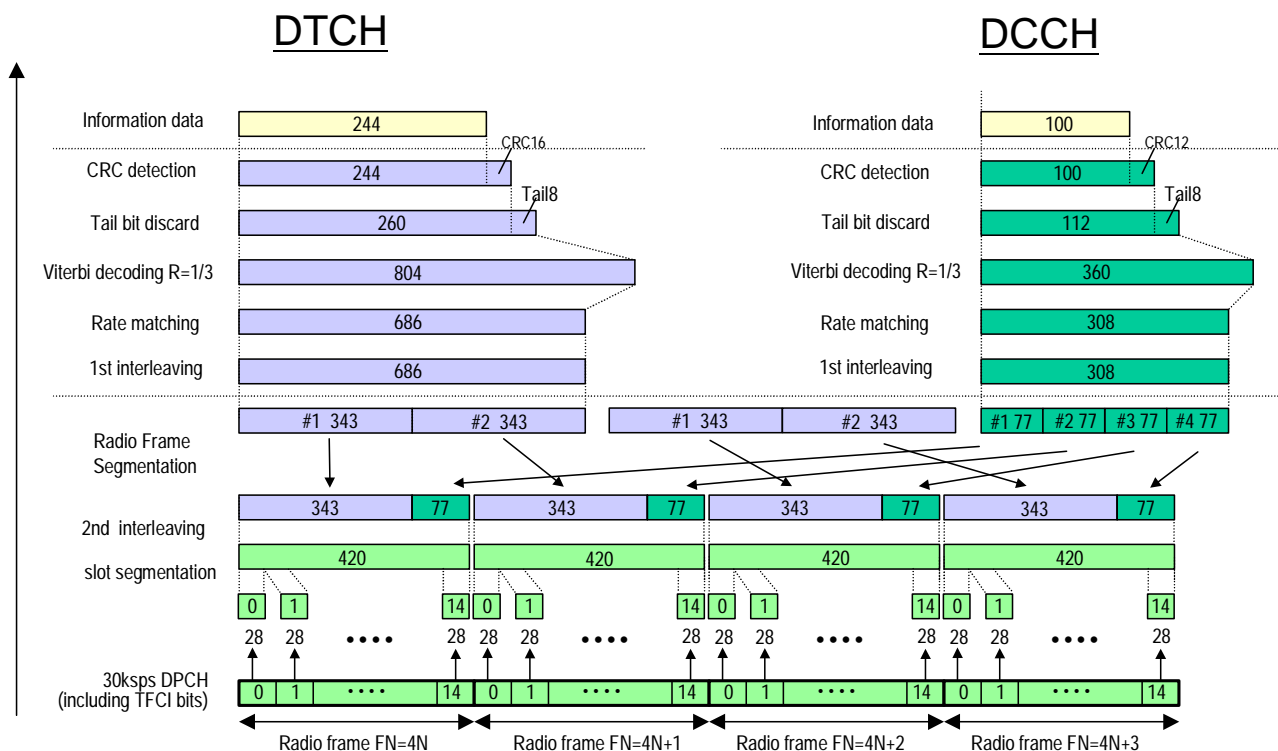 DTCH
DCCH
Information data
244
Information data
100
CRC16
CRC12
CRC detection
244
CRC detection
100
Tail8
Tail8
Tail bit discard
260
Tail bit discard
112
Viterbi decoding R=1/3
804
Viterbi decoding R=1/3
360
Rate matching
686
Rate matching
308
1st interleaving
686
1st interleaving
308
Radio Frame
Segmentation
#1 343
#2 343
#1 343
#2 343
#1 77
#2 77
#3 77
#4 77
2nd interleaving
343
77
343
77
343
77
343
77
slot segmentation
420
420
420
420
0
1
14
0
1
14
0
1
14
0
1
14
28
28
••••
28
28
28
••••
28
28
28
••••
28
28
28
••••
28
30ksps DPCH
(including TFCI bits)
0
1
••••
14
0
1
••••
14
0
1
••••
14
0
1
••••
14
Radio frame FN=4N
Radio frame FN=4N+1
Radio frame FN=4N+2
Radio frame FN=4N+3